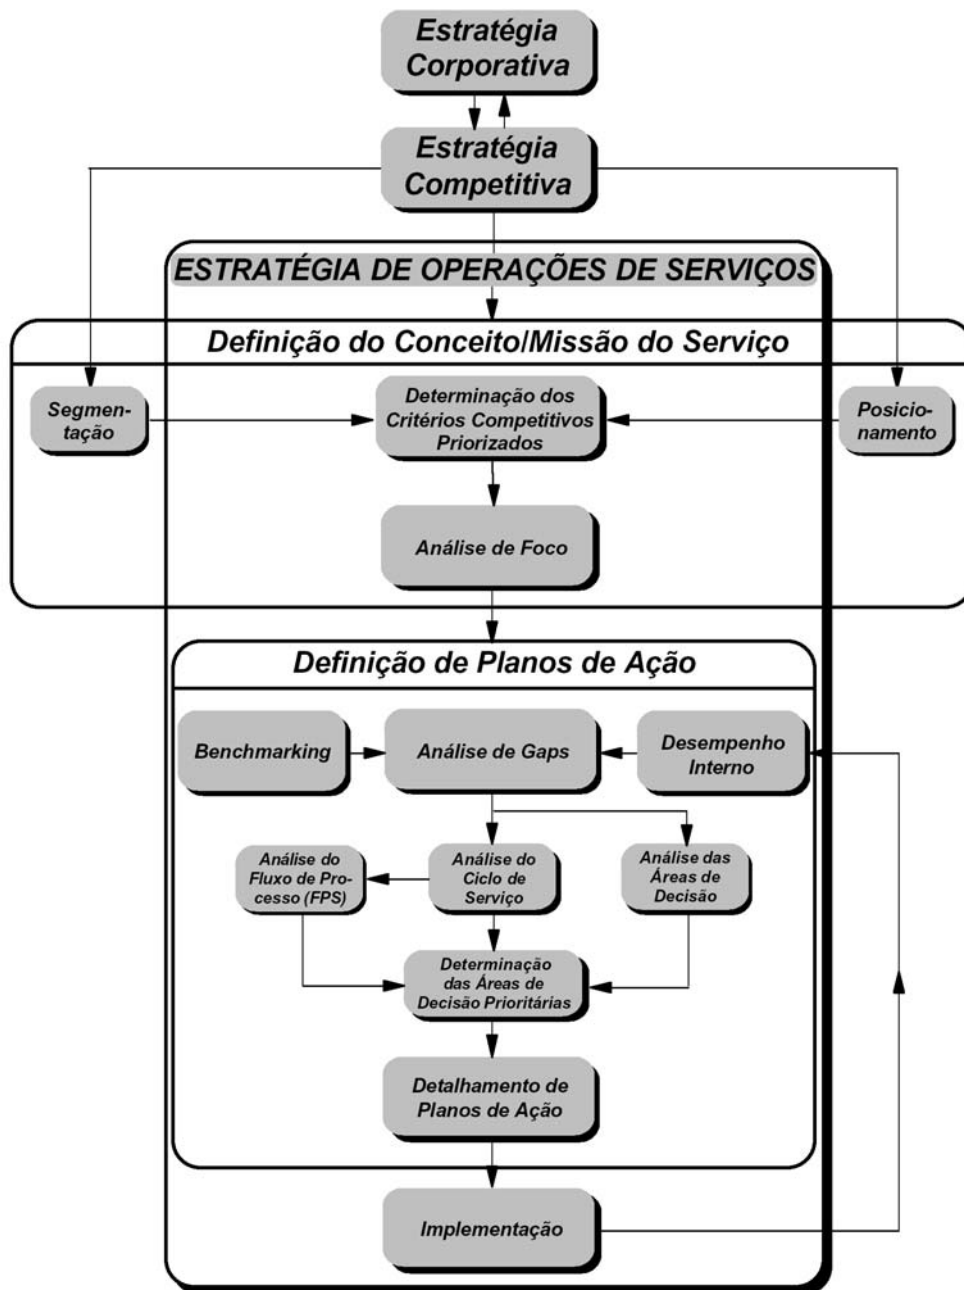 Estratégia
Corporativa
Estratégia
Competitiva
ESTRATÉGIA DE OPERAÇÕES DE SERVIÇOS
Definição do Conceito/Missão do Serviço
Segmen-
tação
Determinação dos
Critérios Competitivos
Priorizados
Posicio-
namento
Análise de Foco
Definição de Planos de Ação
Benchmarking
Análise de Gaps
Desempenho
Interno
Análise do
Fluxo de Pro-
cesso (FPS)
Análise do
Ciclo de
Serviço
Análise das
Áreas de
Decisão
Determinação
das Áreas de
Decisão Prioritárias
Detalhamento de
Planos de Ação
Implementação